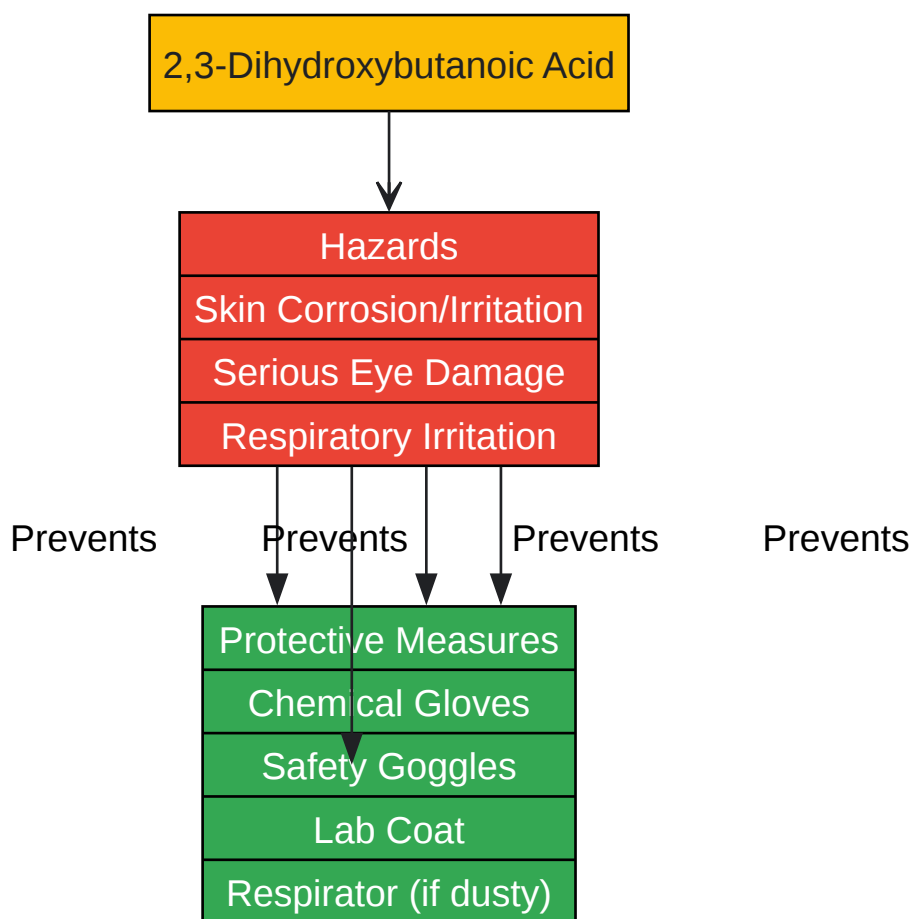 2,3-Dihydroxybutanoic Acid
Hazards
Skin Corrosion/Irritation
Serious Eye Damage
Respiratory Irritation
Prevents Prevents Prevents Prevents
Protective Measures
Chemical Gloves
Safety Goggles
Lab Coat
Respirator (if dusty)